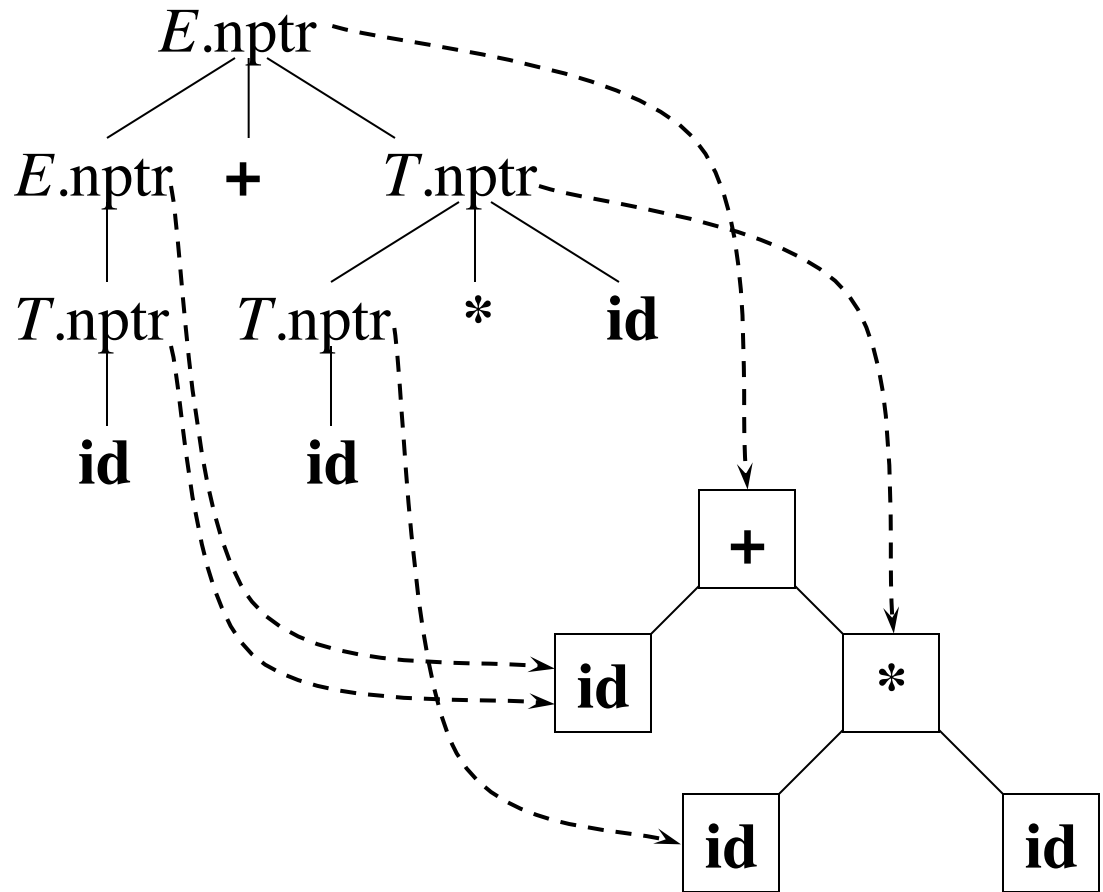 E.nptr
E.nptr + T.nptr
T.nptr T.nptr * id
id id
+
id *
id id